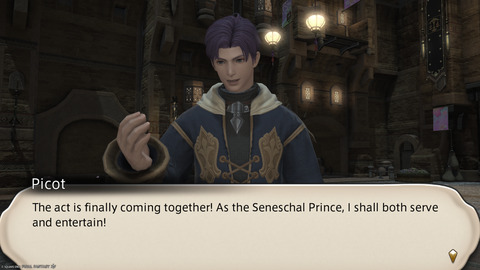 Picot
The act is finally coming together! As the Seneschal Prince, I shall both serve
and entertain!